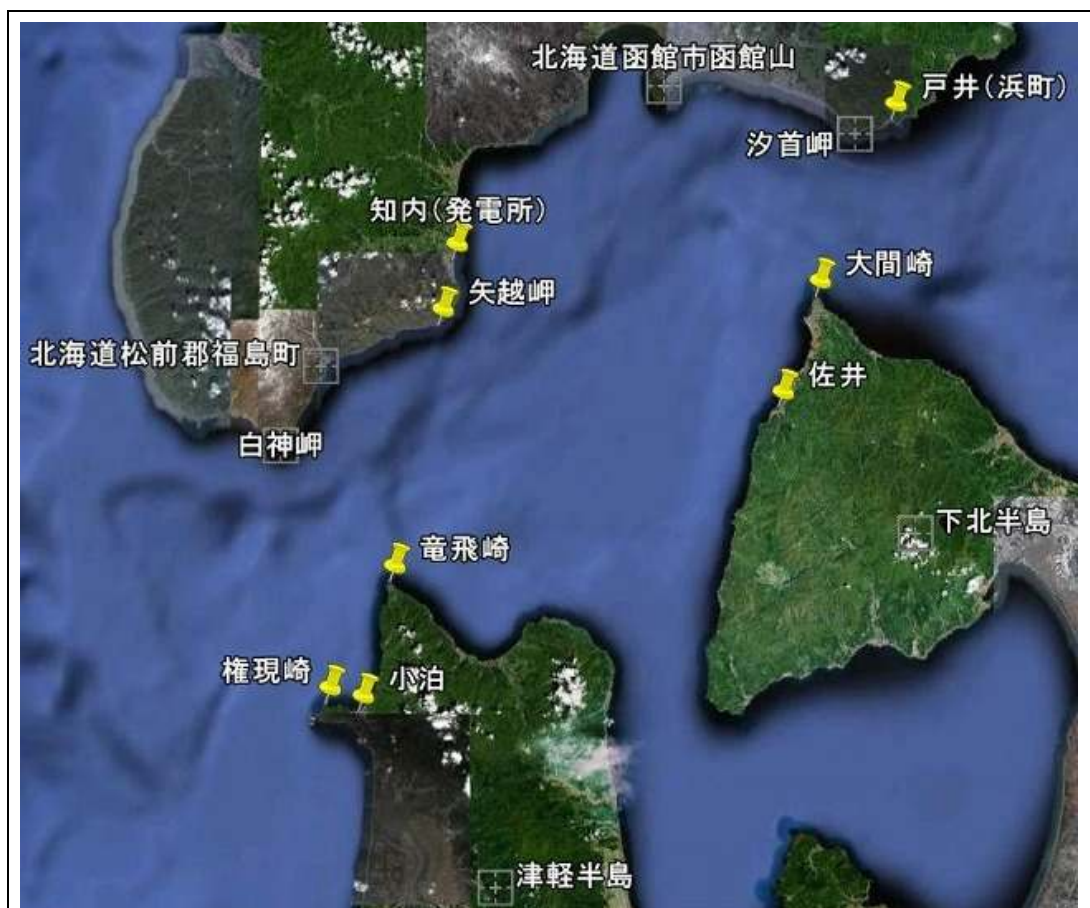 北海道函館市函館山
戸井(浜町)
汐首岬
知内(発電所)
大間崎
矢越岬
北海道松前郡福島町
佐井
白神岬
下北半島
竜飛崎
権現崎
小泊
津軽半島